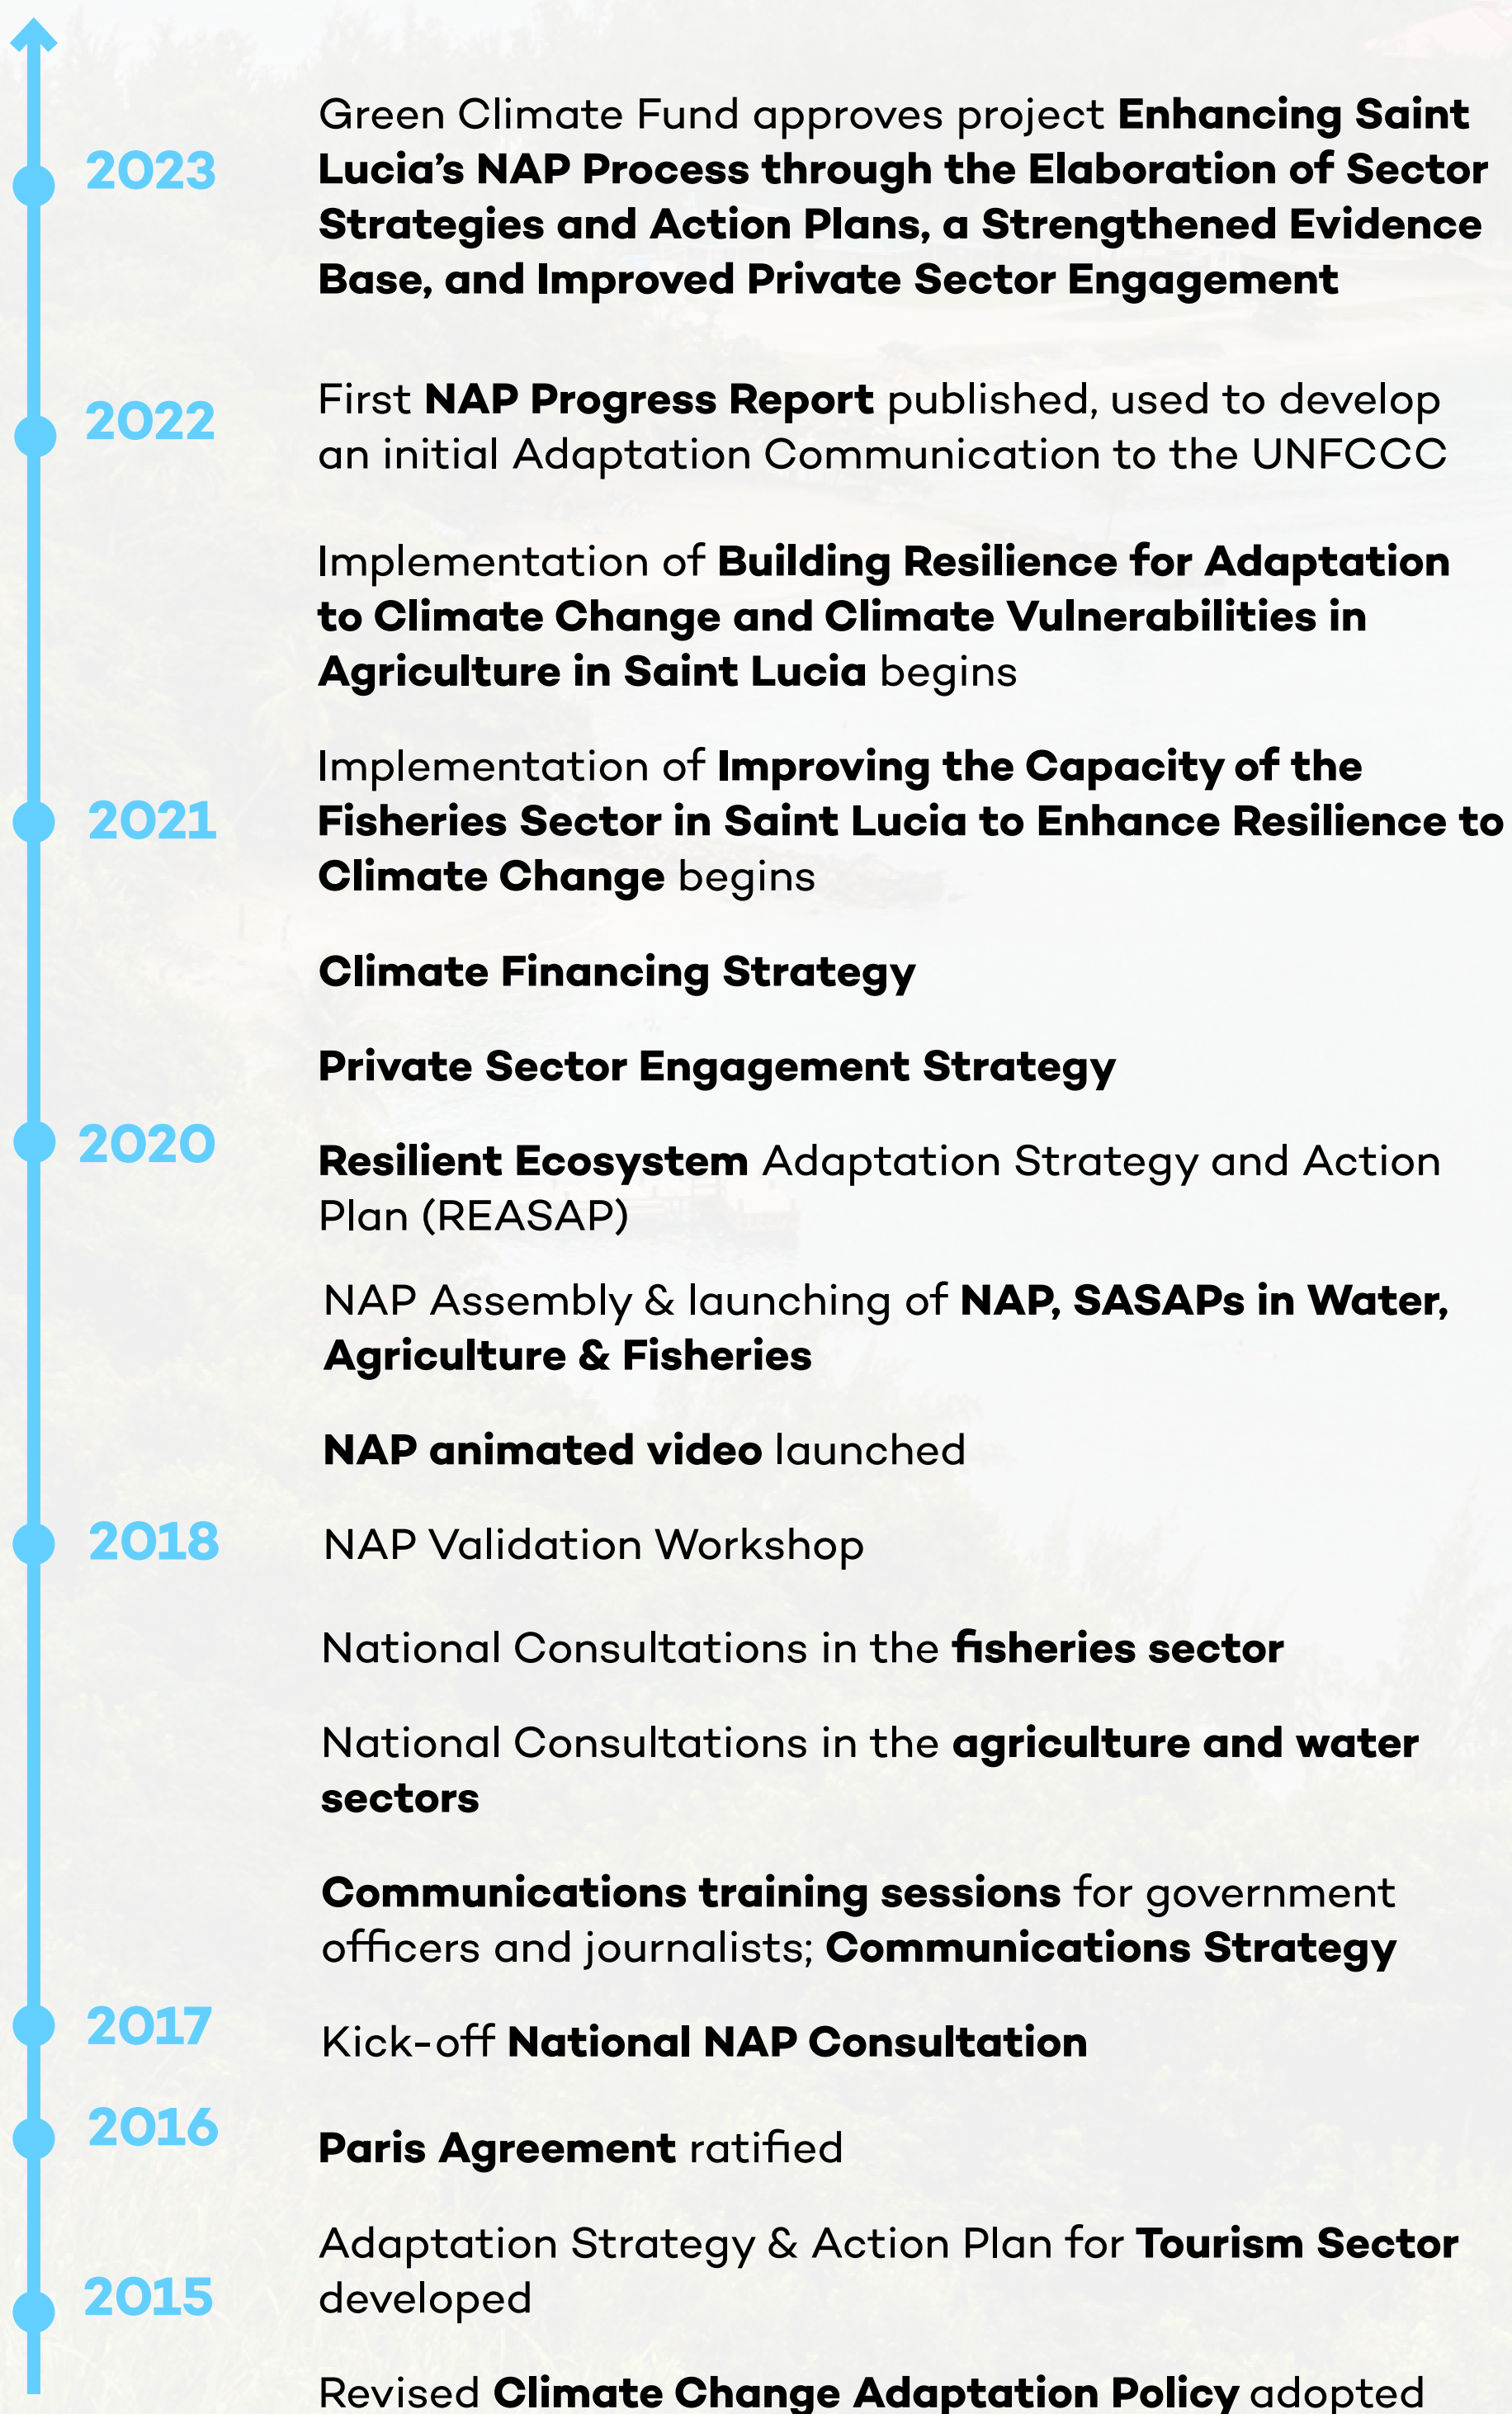 2023
Green Climate Fund approves project Enhancing Saint
Lucia’s NAP Process through the Elaboration of Sector
Strategies and Action Plans, a Strengthened Evidence
Base, and Improved Private Sector Engagement
2022
First NAP Progress Report published, used to develop
an initial Adaptation Communication to the UNFCCC
Implementation of Building Resilience for Adaptation
to Climate Change and Climate Vulnerabilities in
Agriculture in Saint Lucia begins
2021
Implementation of Improving the Capacity of the
Fisheries Sector in Saint Lucia to Enhance Resilience to
Climate Change begins
Climate Financing Strategy
Private Sector Engagement Strategy
2020
Resilient Ecosystem Adaptation Strategy and Action
Plan (REASAP)
NAP Assembly & launching of NAP, SASAPs in Water,
Agriculture & Fisheries
NAP animated video launched
2018
NAP Validation Workshop
National Consultations in the fisheries sector
National Consultations in the agriculture and water
sectors
Communications training sessions for government
officers and journalists; Communications Strategy
2017
Kick-off National NAP Consultation
2016
Paris Agreement ratified
Adaptation Strategy & Action Plan for Tourism Sector
developed
2015
Revised Climate Change Adaptation Policy adopted